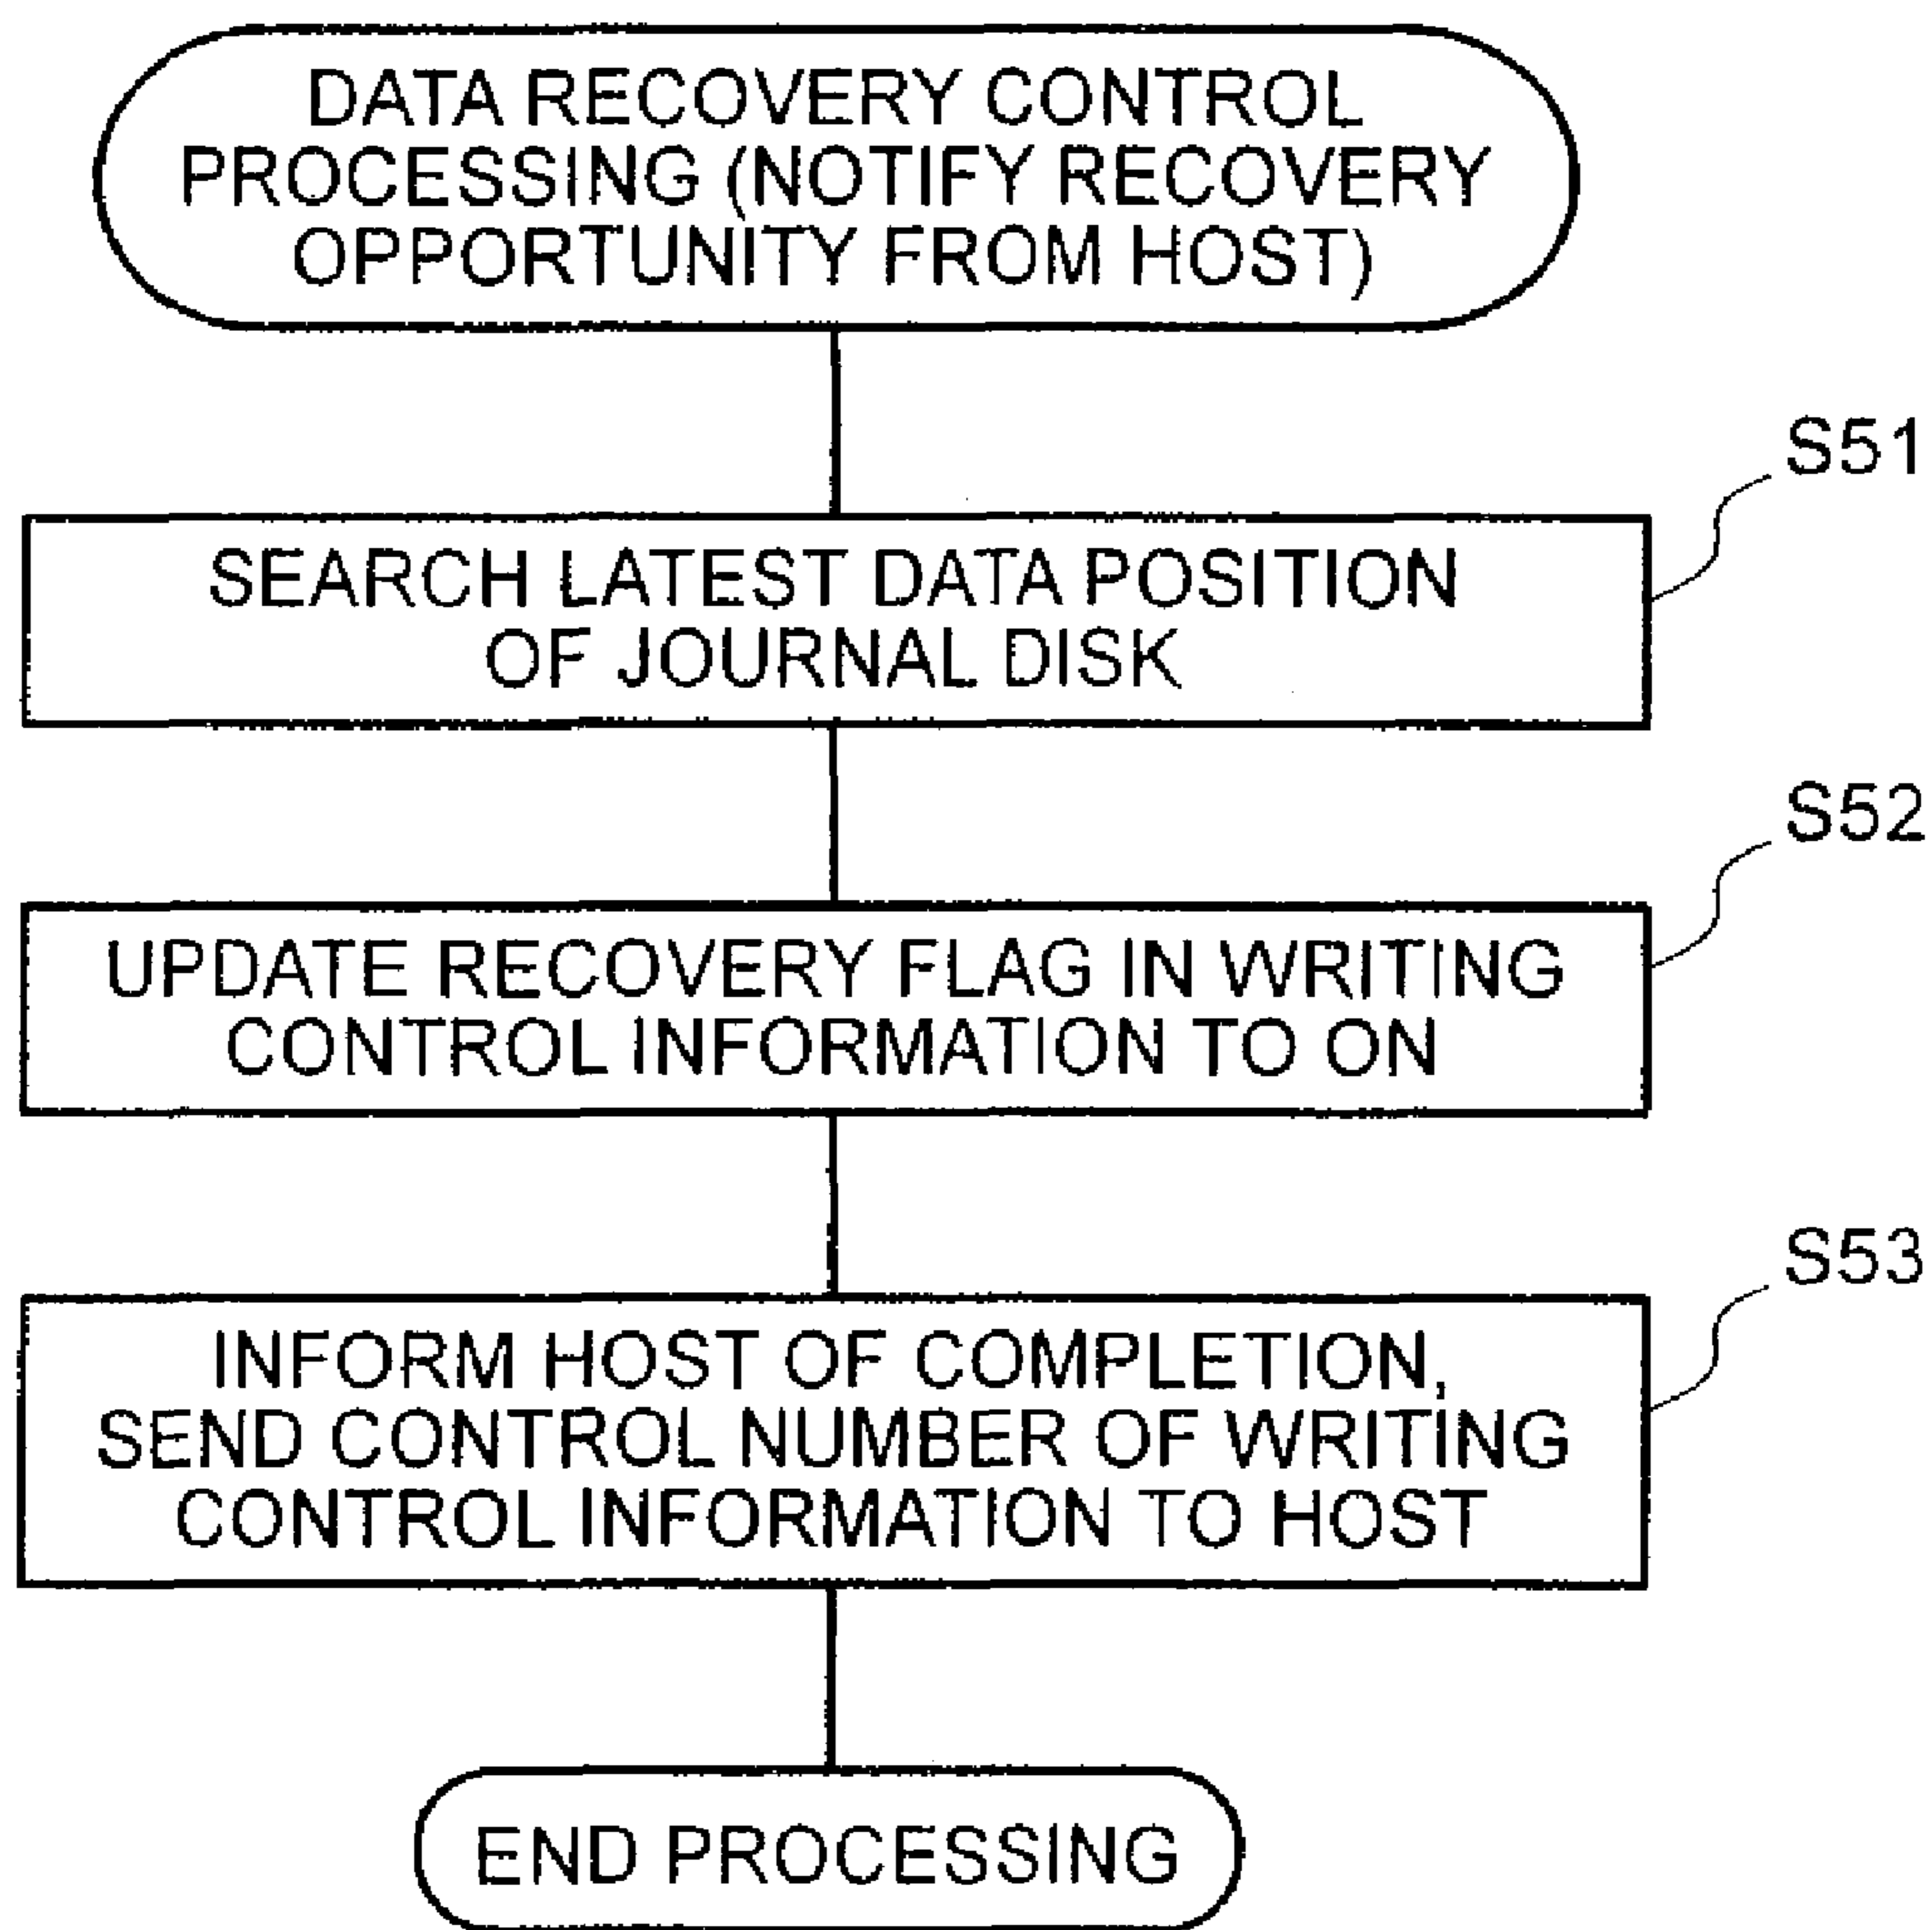 DATA RECOVERY CONTROL
PROCESSING (NOTIFY RECOVERY
OPPORTUNITY FROM HOST)
S51
SEARCH LATEST DATA POSITION
OF JOURNAL DISK
S52
UPDATE RECOVERY FLAG IN WRITING
CONTROL INFORMATION TO ON
S53
INFORM HOST OF COMPLETION,
SEND CONTROL NUMBER OF WRITING
CONTROL INFORMATION TO HOST
END PROCESSING